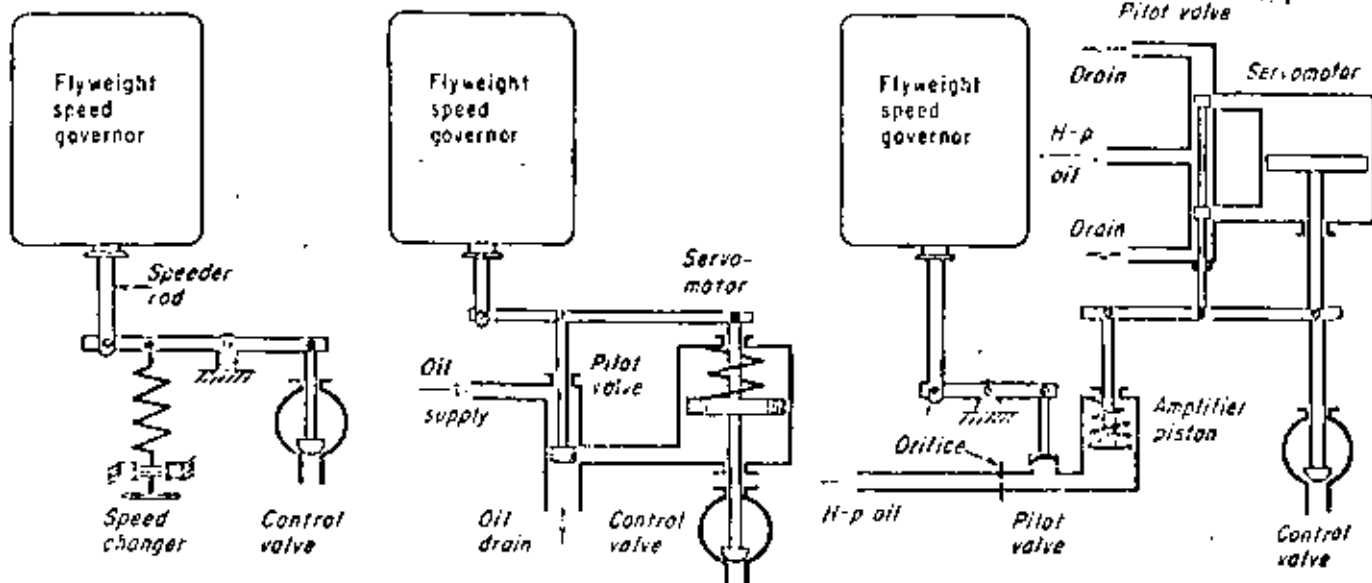 Flyweight
speed
governor
Speeder
rod
Speed
changer
Control
valve
Flyweight
speed
governor
Servo-
motor
Oil
supply
Pilot
valve
Oil
drain
Control
valve
Flyweight
speed
governor
Pilot valve
Drain
Servomotor
H-p
oil
Drain
Amplifier
piston
Orifice
H-p oil
Pilot
valve
Control
valve